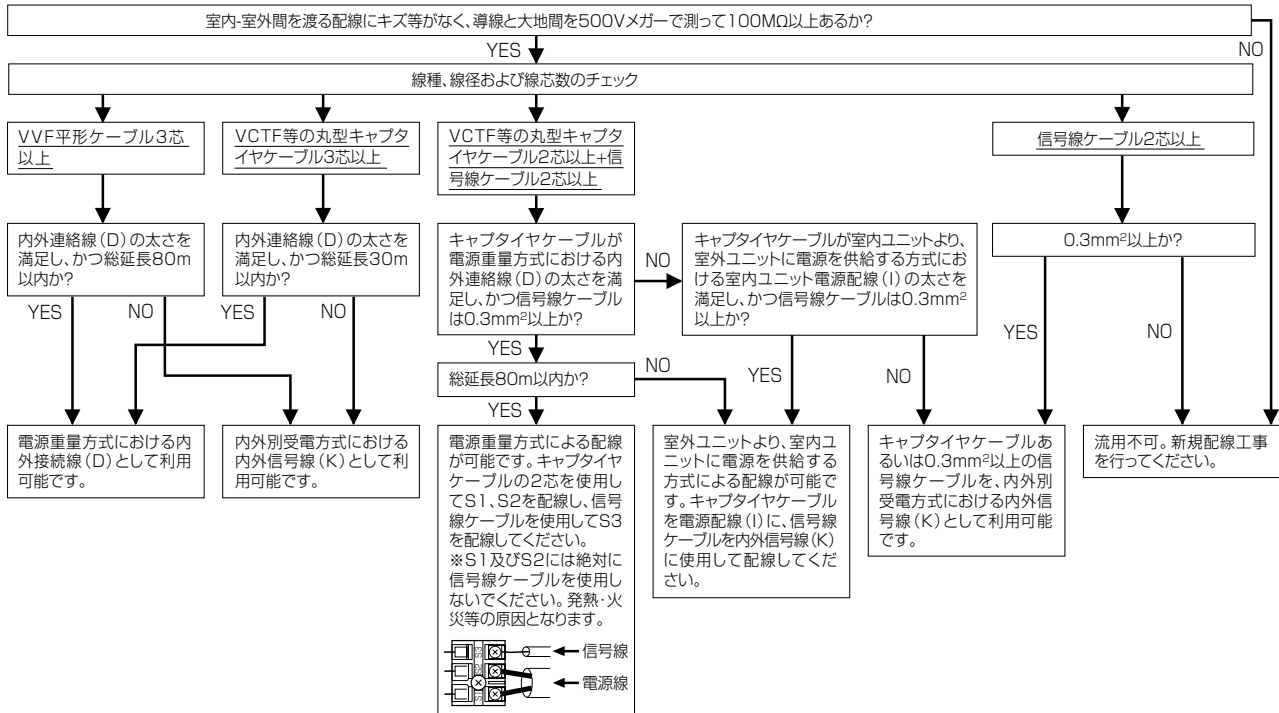 室内-室外間を渡る配線にキズ等がなく、導線と大地間を500Vメガーで測って100MΩ以上あるか?
YES
NO
線種、線径および線芯数のチェック
VVF平形ケーブル3芯
以上
VCTF等の丸型キャプタ
イヤケーブル3芯以上
VCTF等の丸型キャプタ
イヤケーブル2芯以上+信
号線ケーブル2芯以上
信号線ケーブル2芯以上
内外連絡線(D)の太さを
満足し、かつ総延長80m
以内か?
内外連絡線(D)の太さを
満足し、かつ総延長30m
以内か?
キャプタイヤケーブルが
電源重量方式における内
外連絡線(D)の太さを満
足し、かつ信号線ケーブル
は0.3mm²以上か?
NO
キャプタイヤケーブルが室内ユニットより、
室外ユニットに電源を供給する方式にお
ける室内ユニット電源配線(I)の太さを
満足し、かつ信号線ケーブルは0.3mm²
以上か?
0.3mm²以上か?
YES
NO
YES
NO
YES
総延長80m以内か?
NO
YES
YES
NO
YES
NO
電源重量方式における内
外接続線(D)として利用
可能です。
内外別受電方式における
内外信号線(K)として利
用可能です。
電源重量方式による配線
が可能です。キャプタイヤ
ケーブルの2芯を使用し
てS1、S2を配線し、信号
線ケーブルを使用してS3
を配線してください。
※S1及びS2には絶対に
信号線ケーブルを使用し
ないでください。発熱・火
災等の原因となります。
S3
S2
S1
信号線
電源線
室外ユニットより、室内ユ
ニットに電源を供給する
方式による配線が可能で
す。キャプタイヤケーブル
を電源配線(I)に、信号線
ケーブルを内外信号線(K)
に使用して配線してくだ
さい。
キャプタイヤケーブルあ
るいは0.3mm²以上の信
号線ケーブルを、内外別
受電方式における内外信
号線(K)として利用可能
です。
流用不可。新規配線工事
を行ってください。